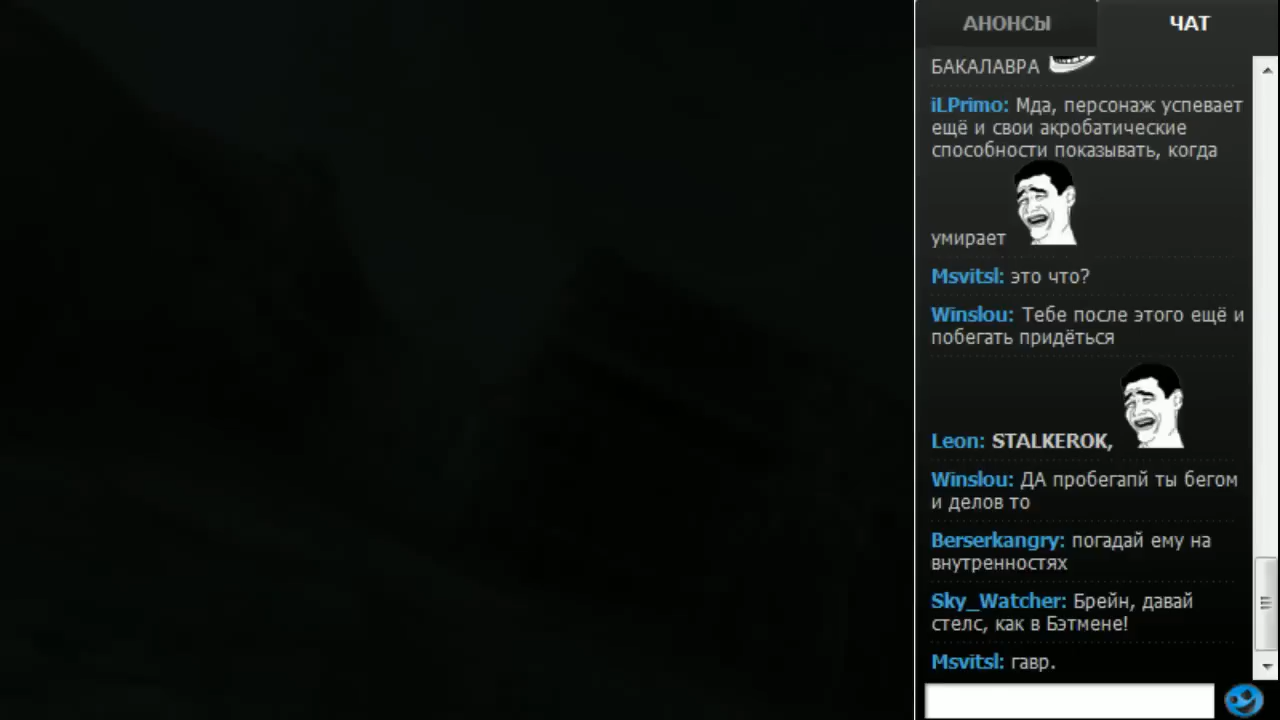 АНОНСЫ
ЧАТ
БАКАЛАВРА
iLPrimo: Мда, персонаж успевает
ещё и свои акробатические
способности показывать, когда
умирает
Msvitsl: это что?
Winslou: Тебе после этого ещё и
побегать придёться
Leon: STALKEROK,
Winslou: ДА пробегапй ты бегом
и делов то
Berserkangry: погадай ему на
внутренностях
Sky_Watcher: Брейн, давай
стелс, как в Бэтмене!
Msvitsl: гавр.